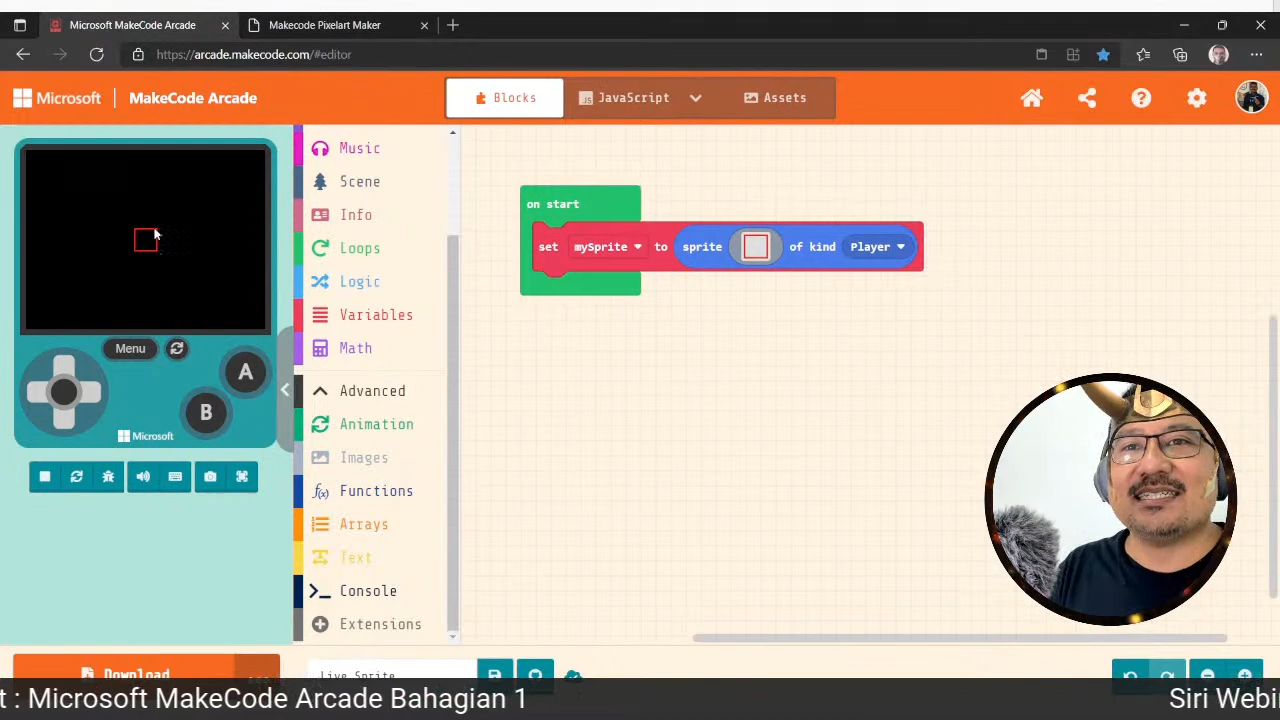 Microsoft MakeCode Arcade
Makecode Pixelart Maker
https://arcade.makecode.com/#editor
Microsoft
MakeCode Arcade
Blocks
JavaScript
Assets
Menu
A
B
Microsoft
Music
Scene
Info
Loops
Logic
Variables
Math
Advanced
Animation
Images
Functions
Arrays
Text
Console
Extensions
on start
set mySprite to sprite of kind Player
Download
Live Sprite
t : Microsoft MakeCode Arcade Bahagian 1
Siri Webi